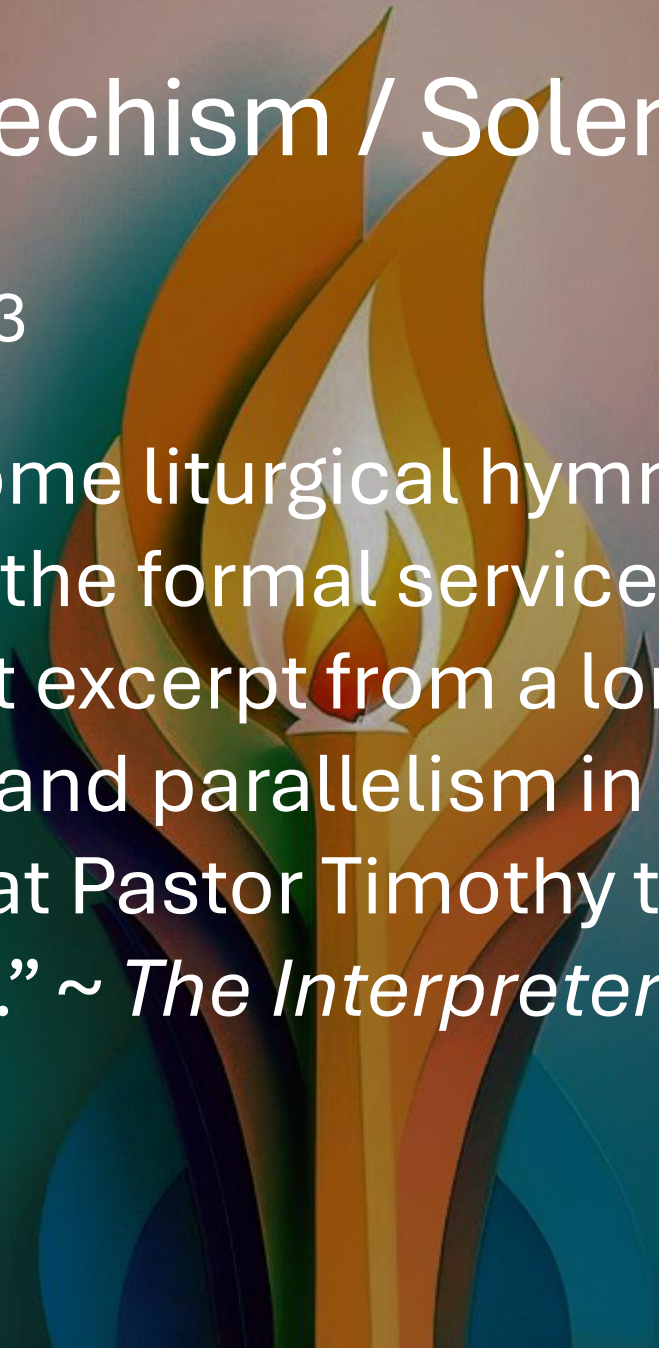 echism / Solem
3
ome liturgical hymn
the formal service
t excerpt from a lon
and parallelism in
at Pastor Timothy t
.” ~ The Interpreter